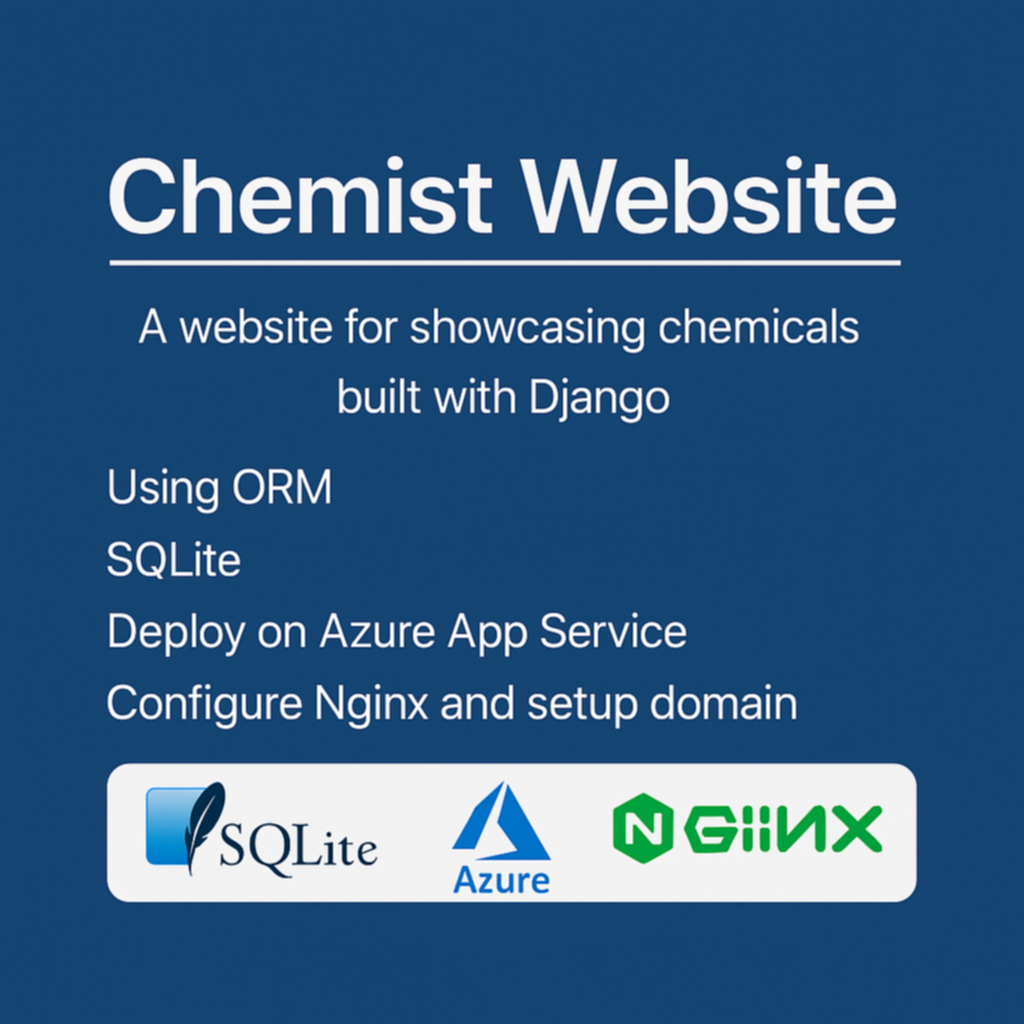 Chemist Website
A website for showcasing chemicals
built with Django
Using ORM
SQLite
Deploy on Azure App Service
Configure Nginx and setup domain
SQLite
Azure
N GiiNX